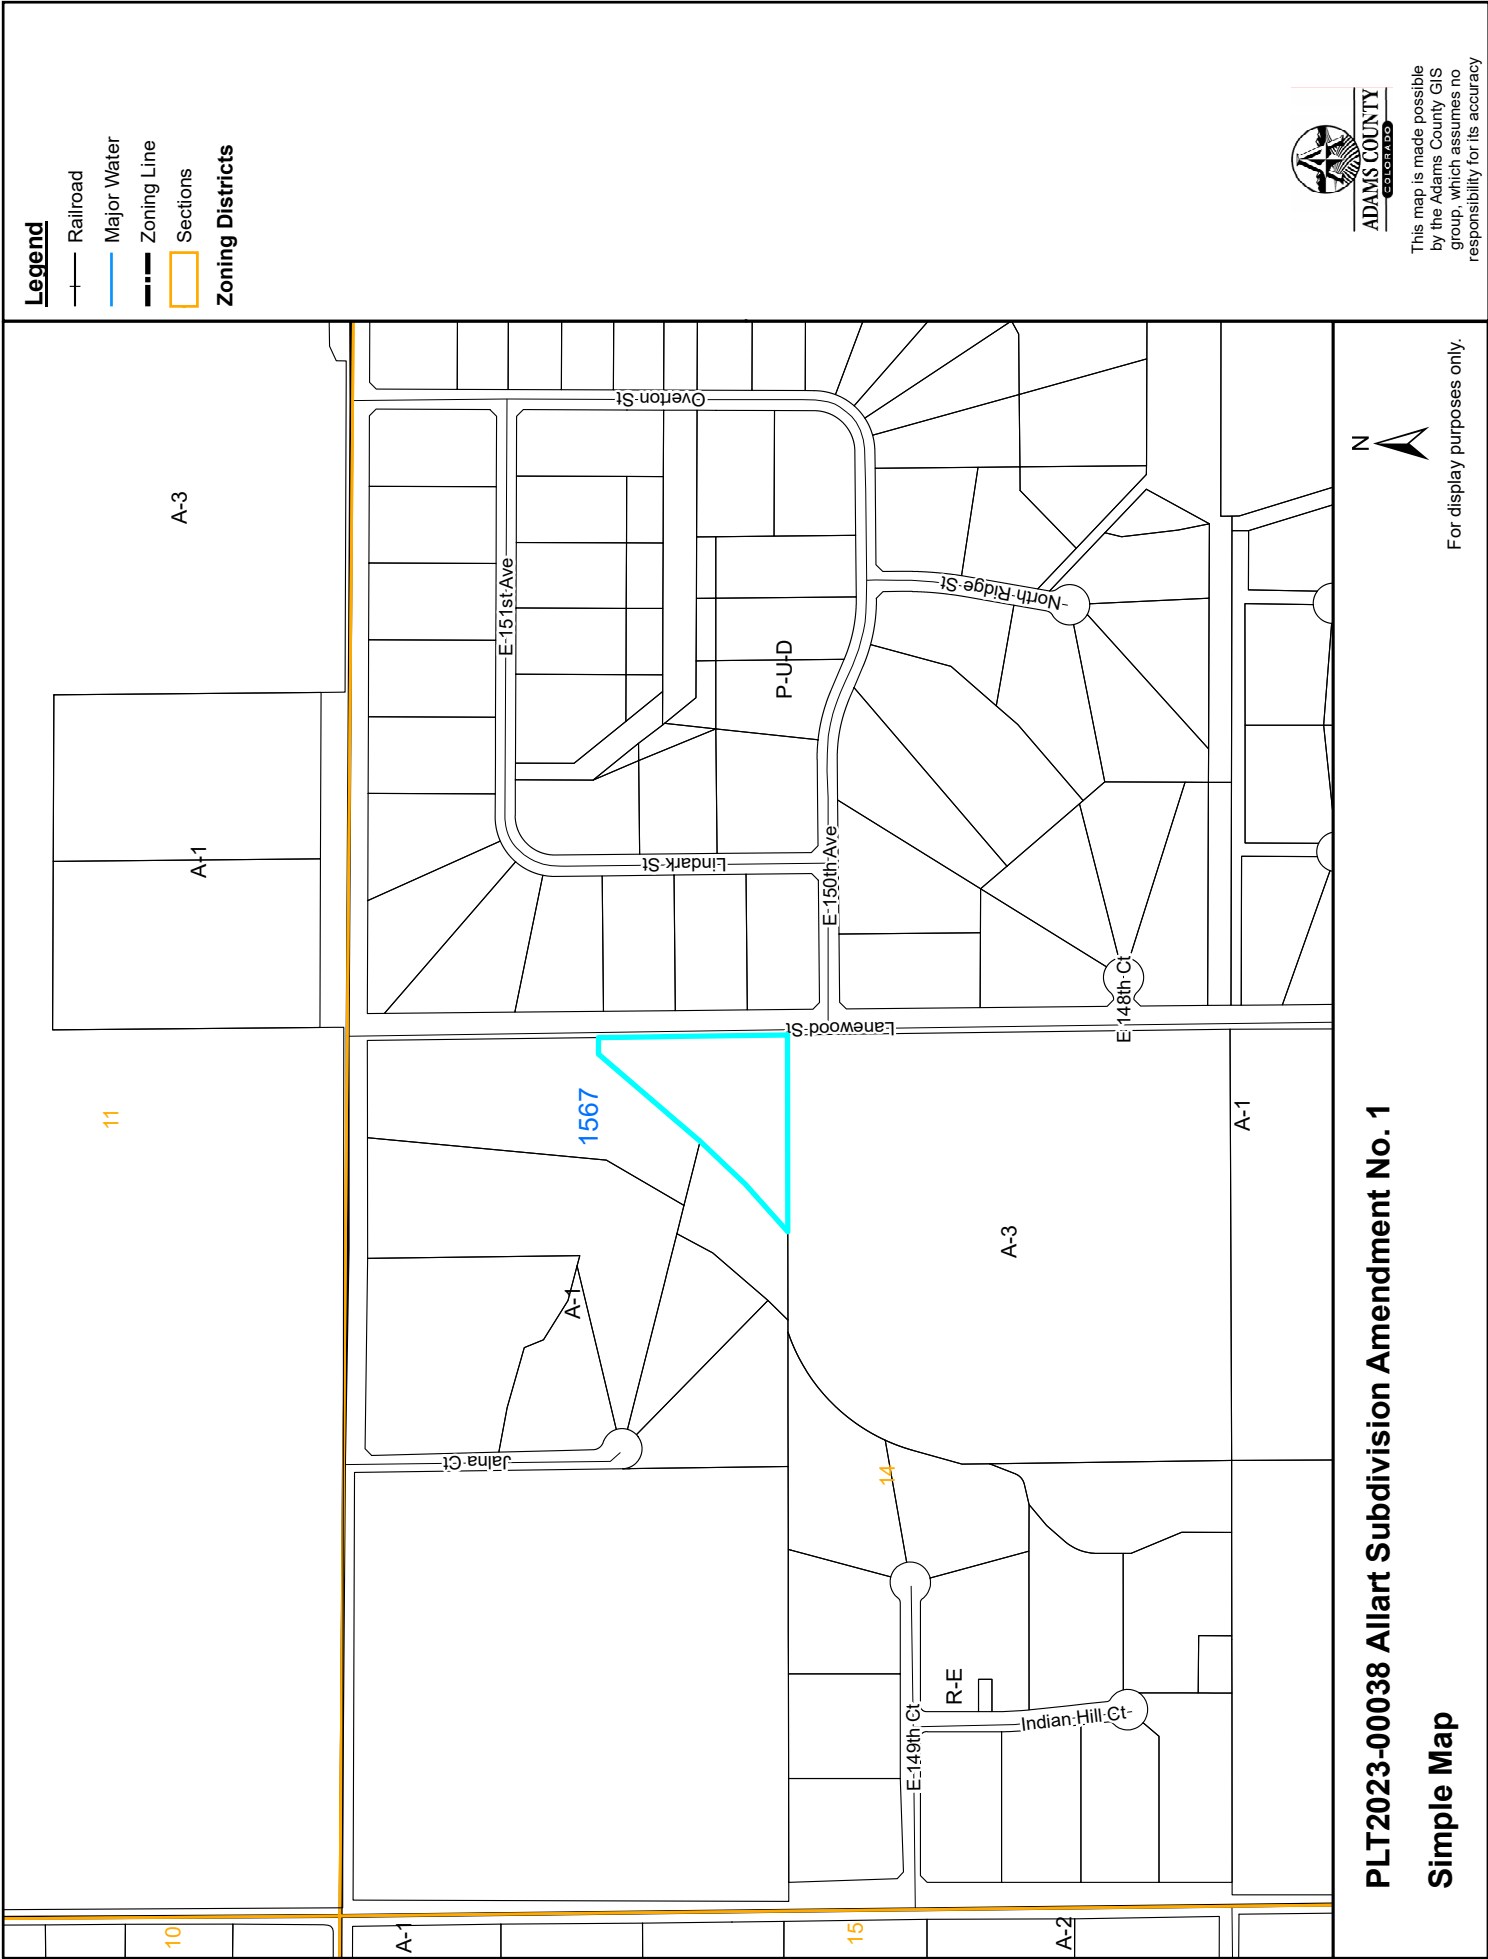 Legend
Railroad
Major Water
Zoning Line
Sections
Zoning Districts
A-3
A-1
11
10
A-1
15
A-2
Jalna Ct
A-1
1567
E 151st Ave
Overton St
Lindark St
P-U-D
E 150th Ave
Lanewood St
North Ridge St
E 148th Ct
A-3
A-1
14
E 149th Ct
R-E
Indian Hill Ct
N
For display purposes only.
PLT2023-00038 Allart Subdivision Amendment No. 1
Simple Map
ADAMS COUNTY
COLORADO
This map is made possible
by the Adams County GIS
group, which assumes no
responsibility for its accuracy